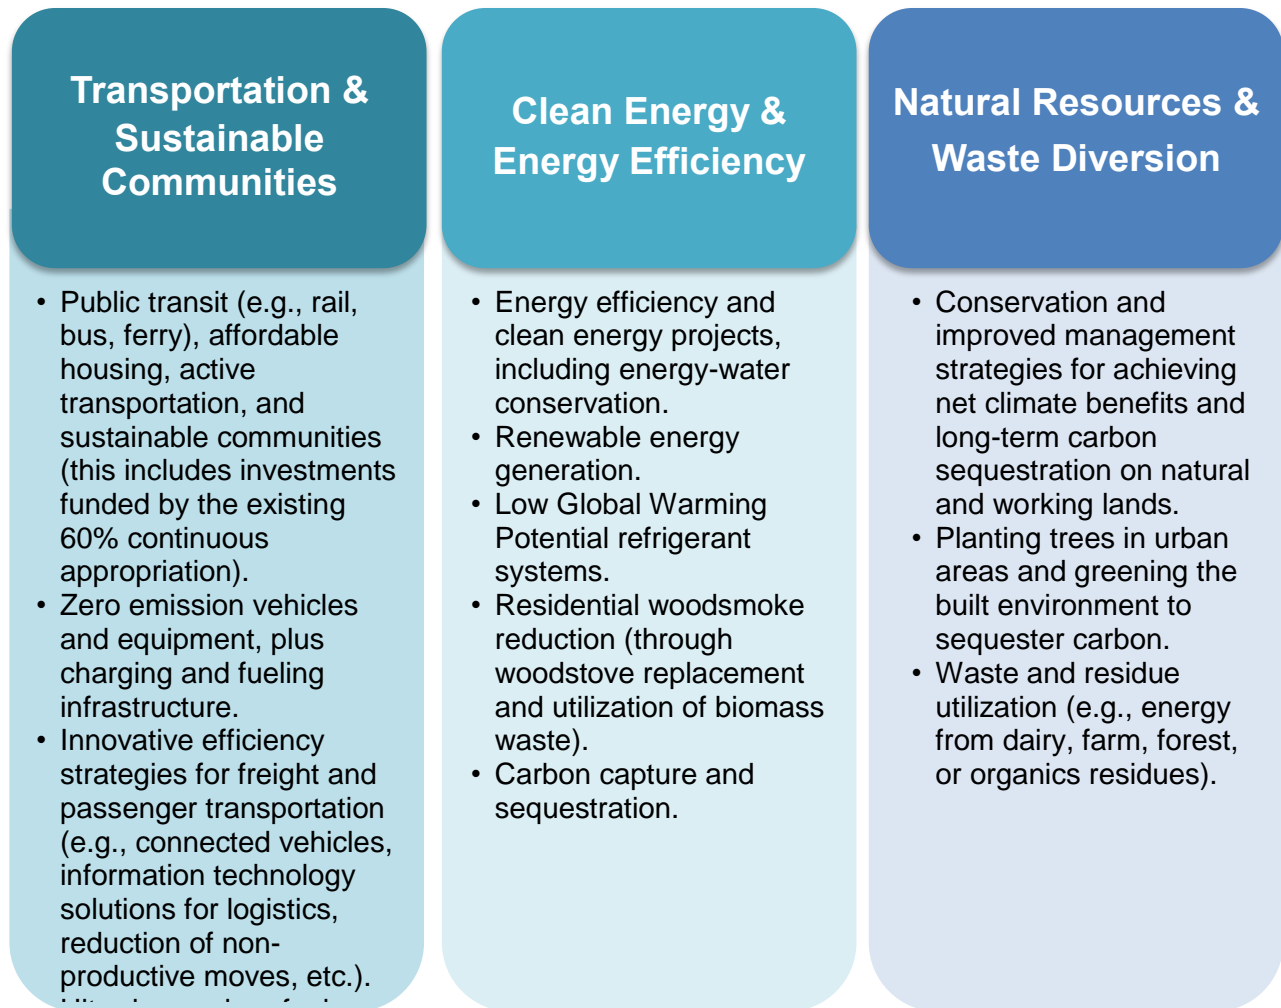 Transportation &
Sustainable
Communities
• Public transit (e.g., rail,
bus, ferry), affordable
housing, active
transportation, and
sustainable communities
(this includes investments
funded by the existing
60% continuous
appropriation).
• Zero emission vehicles
and equipment, plus
charging and fueling
infrastructure.
• Innovative efficiency
strategies for freight and
passenger transportation
(e.g., connected vehicles,
information technology
solutions for logistics,
reduction of non-
productive moves, etc.).
Clean Energy &
Energy Efficiency
• Energy efficiency and
clean energy projects,
including energy-water
conservation.
• Renewable energy
generation.
• Low Global Warming
Potential refrigerant
systems.
• Residential woodsmoke
reduction (through
woodstove replacement
and utilization of biomass
waste).
• Carbon capture and
sequestration.
Natural Resources &
Waste Diversion
• Conservation and
improved management
strategies for achieving
net climate benefits and
long-term carbon
sequestration on natural
and working lands.
• Planting trees in urban
areas and greening the
built environment to
sequester carbon.
• Waste and residue
utilization (e.g., energy
from dairy, farm, forest,
or organics residues).